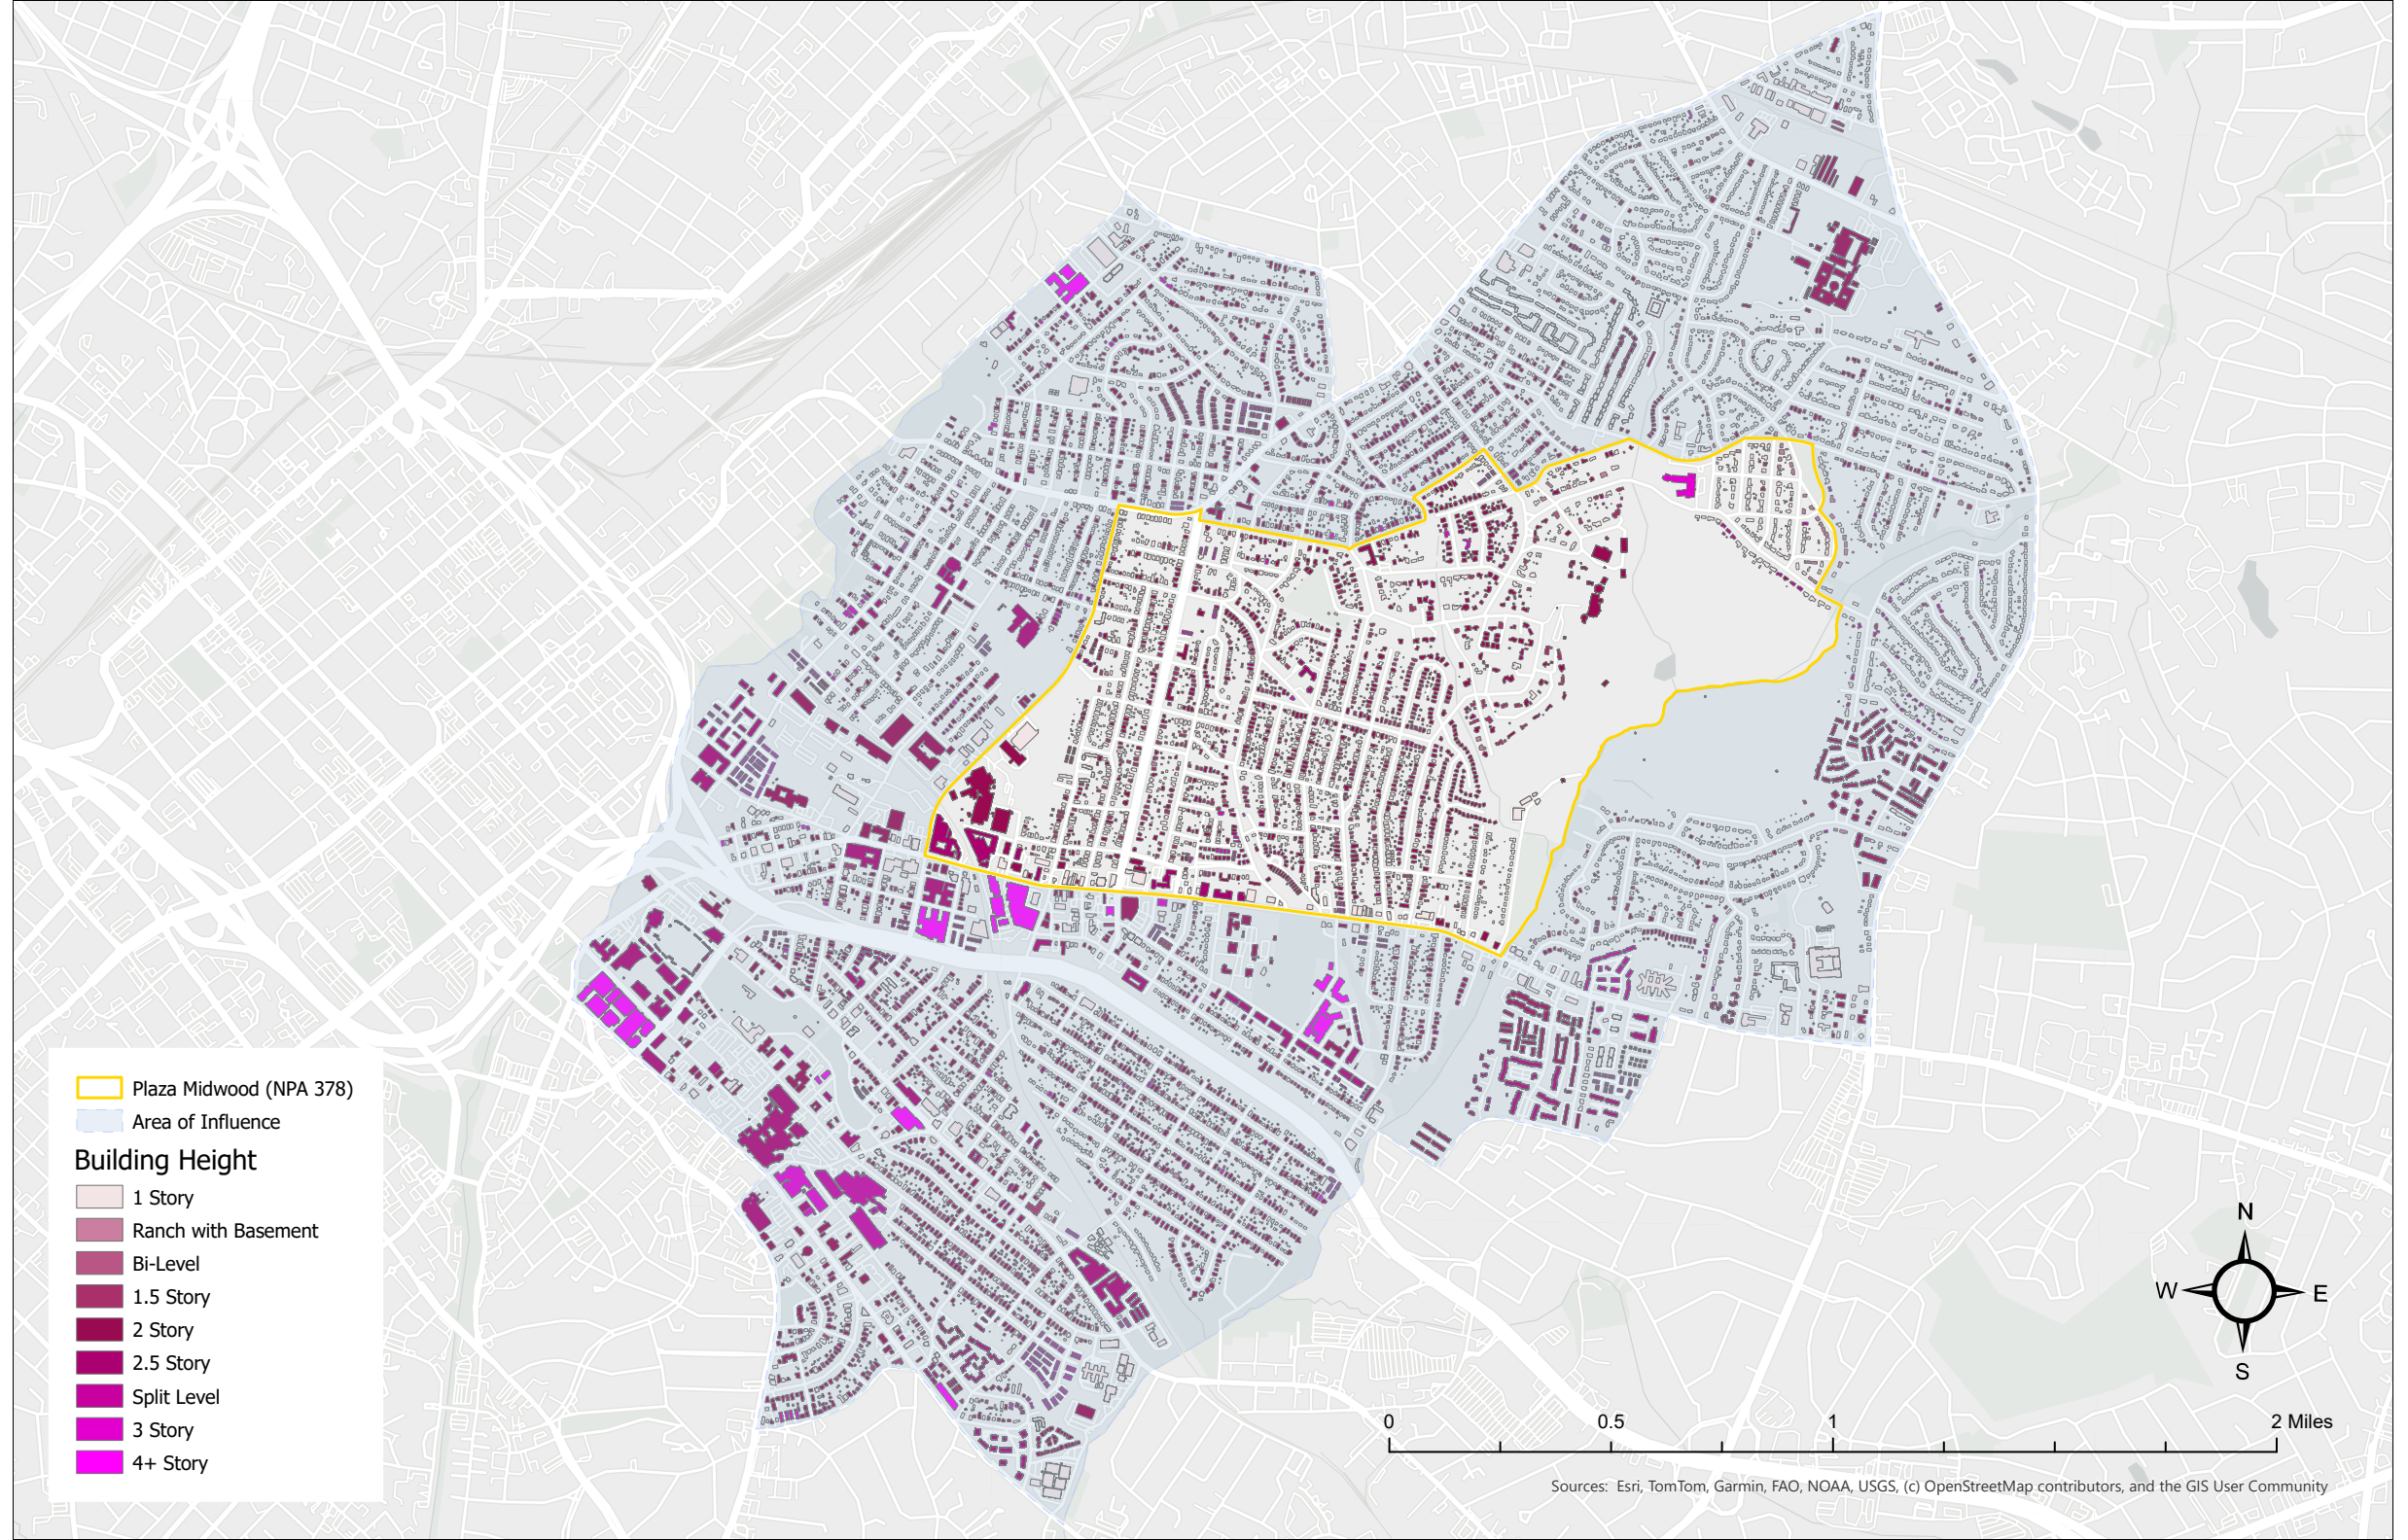 Plaza Midwood (NPA 378)
Area of Influence
Building Height
1 Story
Ranch with Basement
Bi-Level
1.5 Story
2 Story
2.5 Story
Split Level
3 Story
4+ Story
N
W E
S
0 0.5 1 2 Miles
Sources: Esri, TomTom, Garmin, FAO, NOAA, USGS, (c) OpenStreetMap contributors, and the GIS User Community